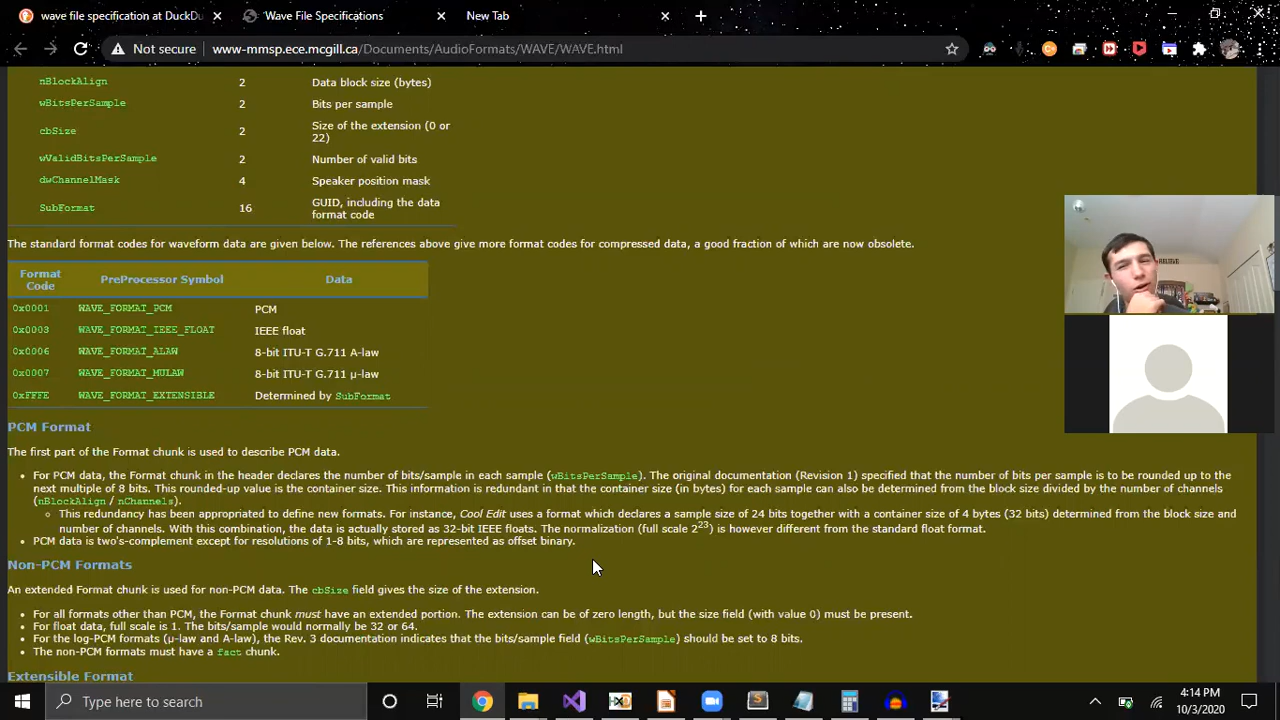 wave file specification at DuckDu
Wave File Specifications
New Tab
Not secure
www-mmsp.ece.mcgill.ca/Documents/AudioFormats/WAVE/WAVE.html
nBlockAlign 2 Data block size (bytes)
wBitsPerSample 2 Bits per sample
cbSize 2 Size of the extension (0 or
22)
wValidBitsPerSample 2 Number of valid bits
dwChannelMask 4 Speaker position mask
SubFormat 16 GUID, including the data
format code
The standard format codes for waveform data are given below. The references above give more format codes for compressed data, a good fraction of which are now obsolete.
Format
Code PreProcessor Symbol Data
0x0001 WAVE_FORMAT_PCM PCM
0x0003 WAVE_FORMAT_IEEE_FLOAT IEEE float
0x0006 WAVE_FORMAT_ALAW 8-bit ITU-T G.711 A-law
0x0007 WAVE_FORMAT_MULAW 8-bit ITU-T G.711 µ-law
0xFFFE WAVE_FORMAT_EXTENSIBLE Determined by SubFormat
PCM Format
The first part of the Format chunk is used to describe PCM data.
For PCM data, the Format chunk in the header declares the number of bits/sample in each sample (wBitsPerSample). The original documentation (Revision 1) specified that the number of bits per sample is to be rounded up to the
next multiple of 8 bits. This rounded-up value is the container size. This information is redundant in that the container size (in bytes) for each sample can also be determined from the block size divided by the number of channels
(nBlockAlign / nChannels).
This redundancy has been appropriated to define new formats. For instance, Cool Edit uses a format which declares a sample size of 24 bits together with a container size of 4 bytes (32 bits) determined from the block size and
number of channels. With this combination, the data is actually stored as 32-bit IEEE floats. The normalization (full scale 2²³) is however different from the standard float format.
PCM data is two's-complement except for resolutions of 1-8 bits, which are represented as offset binary.
Non-PCM Formats
An extended Format chunk is used for non-PCM data. The cbSize field gives the size of the extension.
For all formats other than PCM, the Format chunk must have an extended portion. The extension can be of zero length, but the size field (with value 0) must be present.
For float data, full scale is 1. The bits/sample would normally be 32 or 64.
For the log-PCM formats (µ-law and A-law), the Rev. 3 documentation indicates that the bits/sample field (wBitsPerSample) should be set to 8 bits.
The non-PCM formats must have a fact chunk.
Extensible Format
Type here to search
4:14 PM
10/3/2020